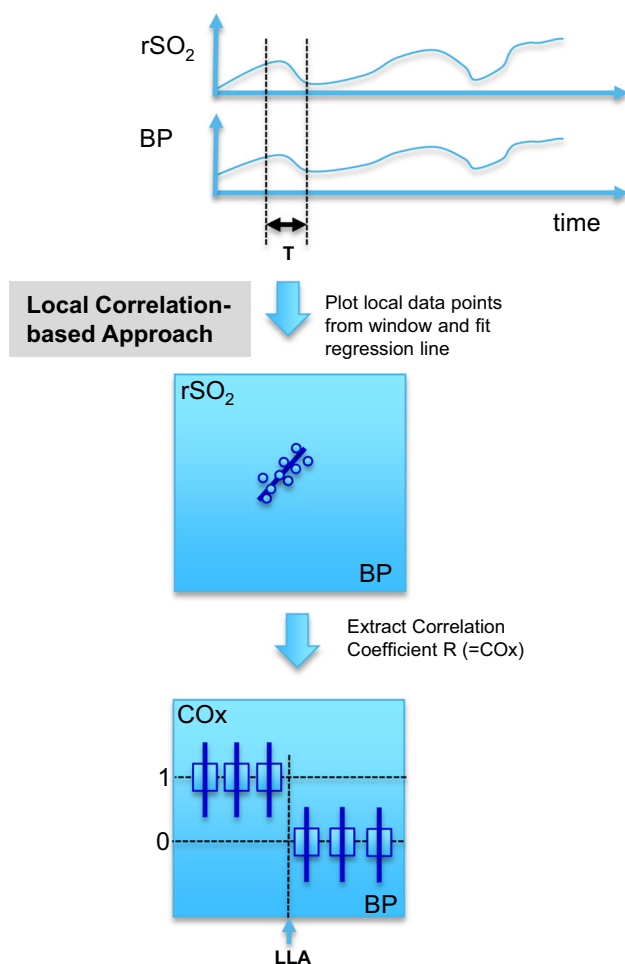 rSO₂
BP
time
T
Local Correlation-
based Approach
Plot local data points
from window and fit
regression line
rSO₂
BP
Extract Correlation
Coefficient R (=COx)
COx
1
0
BP
LLA